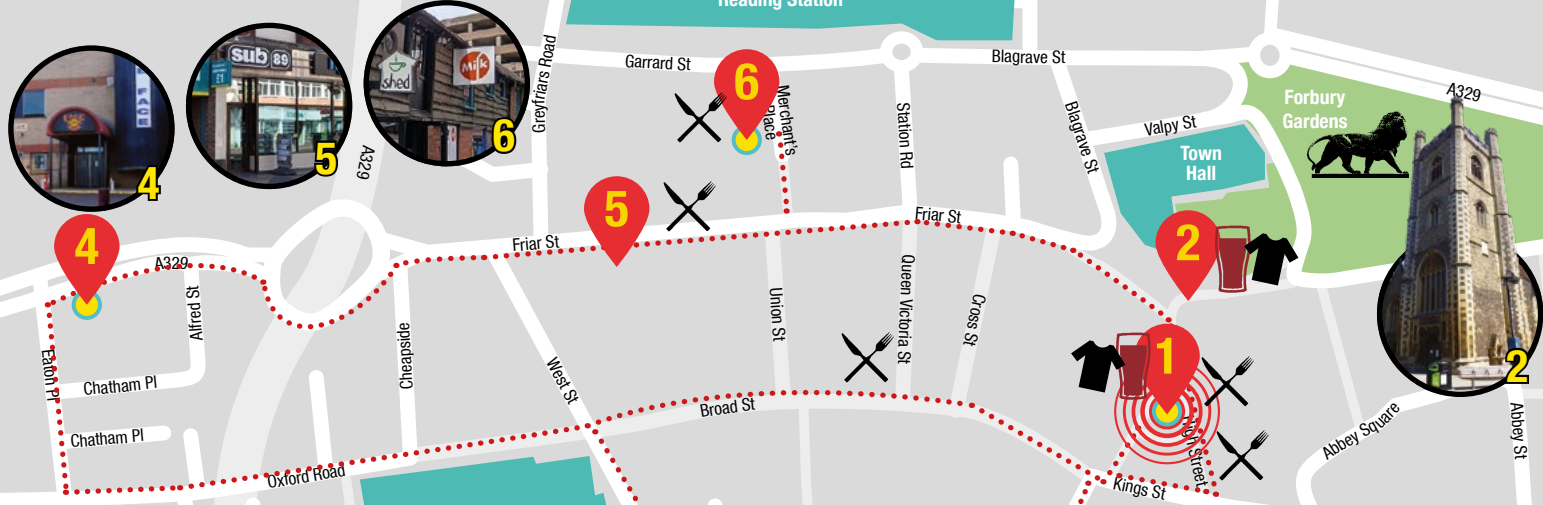 Reading Station
Garrard St
Blagrave St
Greyfriars Road
sub 89
shed
Milk
FACE
4
5
6
6
Merchant's
Place
Station Rd
Blagrave St
Valpy St
Forbury
Gardens
A329
Town
Hall
A329
5
Friar St
Friar St
4
A329
2
Alfred St
Eaton Pl
Chatham Pl
Chatham Pl
Cheapside
West St
Union St
Queen Victoria St
Cross St
Broad St
Oxford Road
1
High Street
Kings St
Abbey Square
Abbey St
2